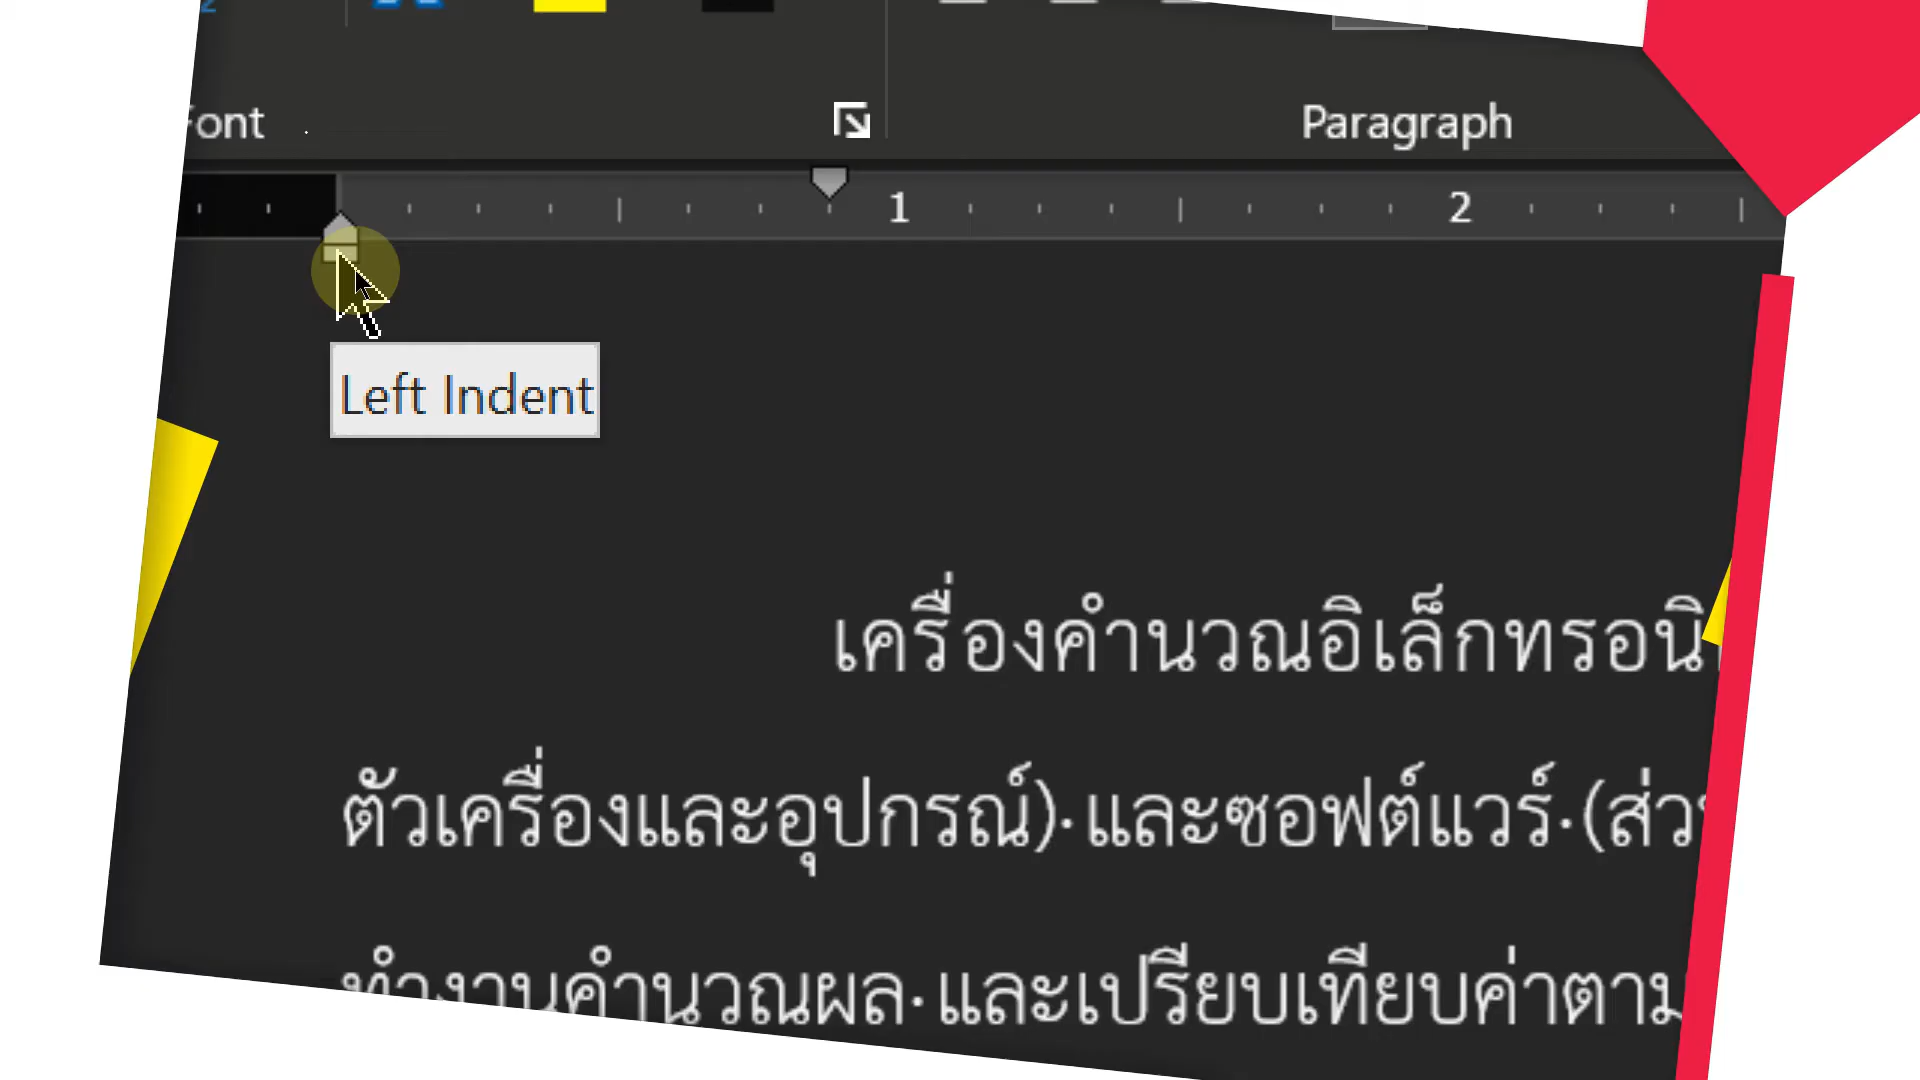 Font
Paragraph
1 2
Left Indent
เครื่องคำนวณอิเล็กทรอนิ
ตัวเครื่องและอุปกรณ์)·และซอฟต์แวร์·(ส่ว
ทำงานคำนวณผล·และเปรียบเทียบค่าตาม